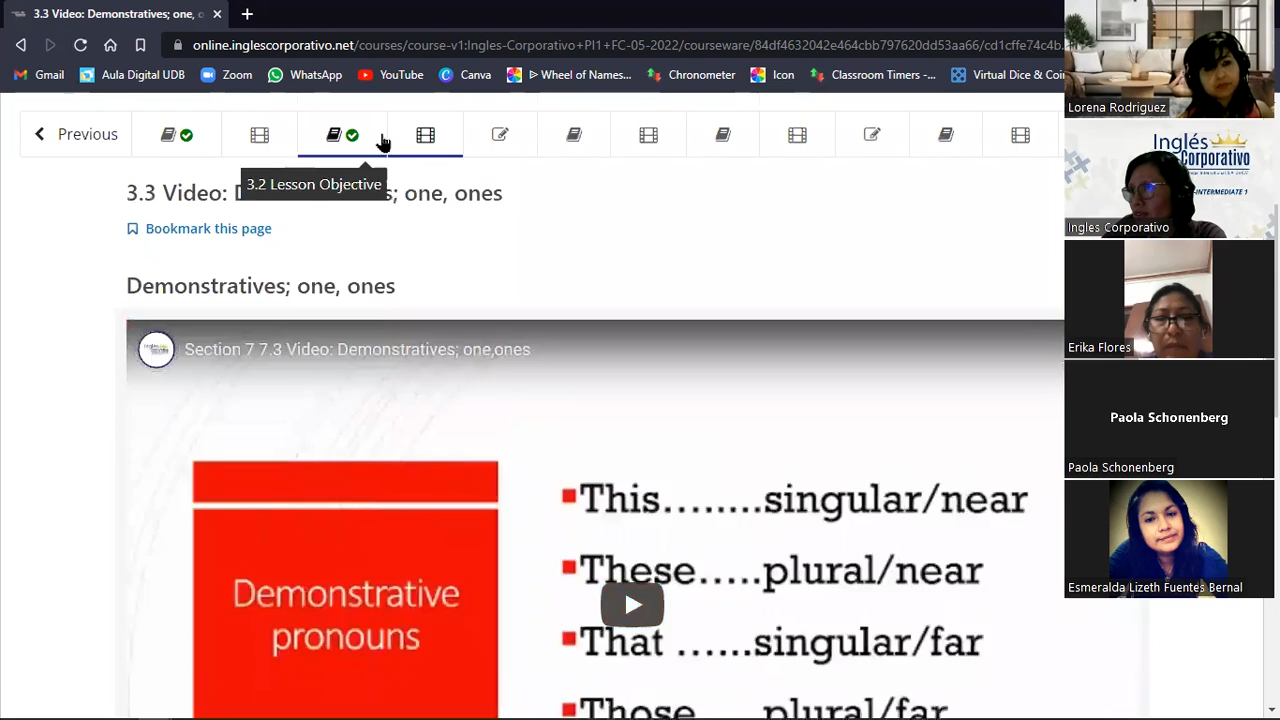 3.3 Video: Demonstratives; one, o
online.inglescorporativo.net/courses/course-v1:Ingles-Corporativo+PI1+FC-05-2022/courseware/84df4632042e464cbb797620dd53aa66/cd1cffe74c4b.
Gmail
Aula Digital UDB
Zoom
WhatsApp
YouTube
Canva
▷ Wheel of Names...
Chronometer
Icon
Classroom Timers -...
Virtual Dice & Coi
Previous
3.2 Lesson Objective
3.3 Video: D s; one, ones
Bookmark this page
Demonstratives; one, ones
Section 7 7.3 Video: Demonstratives; one,ones
Demonstrative
pronouns
This........singular/near
These.....plural/near
That ......singular/far
Those plural/far
Lorena Rodriguez
Inglés
Corporativo
-INTERMEDIATE 1
Ingles Corporativo
Erika Flores
Paola Schonenberg
Paola Schonenberg
Esmeralda Lizeth Fuentes Bernal